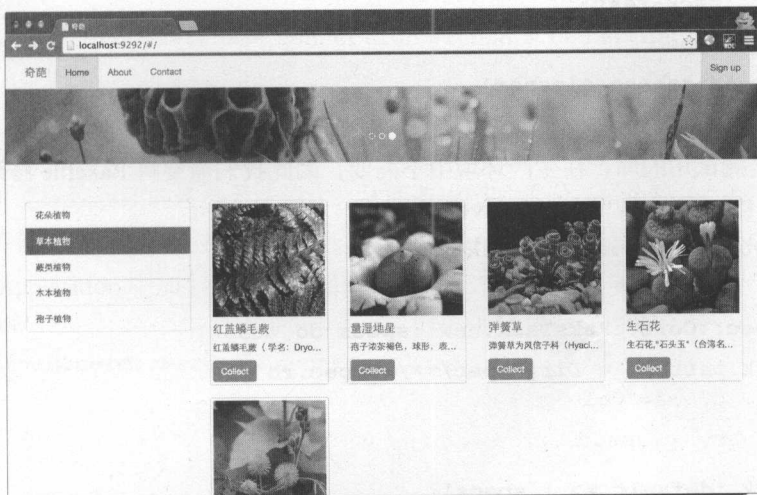 奇葩
localhost:9292/#/
奇葩 Home About Contact Sign up
花朵植物
草本植物
蕨类植物
木本植物
孢子植物
红盖鳞毛蕨
红盖鳞毛蕨（学名：Dryo...
Collect
量湿地星
孢子浓茶褐色，球形，表...
Collect
弹簧草
弹簧草为风信子科（Hyaci...
Collect
生石花
生石花,"石头玉"（台湾名...
Collect